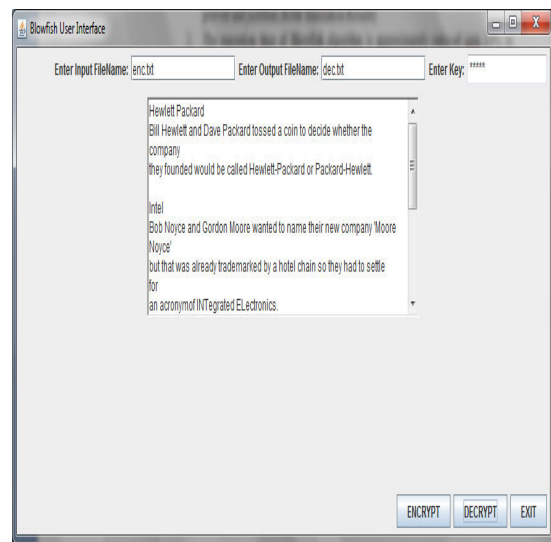 Blowfish User Interface
Enter Input FileName: enc.txt Enter Output FileName: dec.txt Enter Key: *****
Hewlett Packard
Bill Hewlett and Dave Packard tossed a coin to decide whether the
company
they founded would be called Hewlett-Packard or Packard-Hewlett.
Intel
Bob Noyce and Gordon Moore wanted to name their new company 'Moore
Noyce'
but that was already trademarked by a hotel chain so they had to settle
for
an acronymof INTegrated ELectronics.
ENCRYPT DECRYPT EXIT